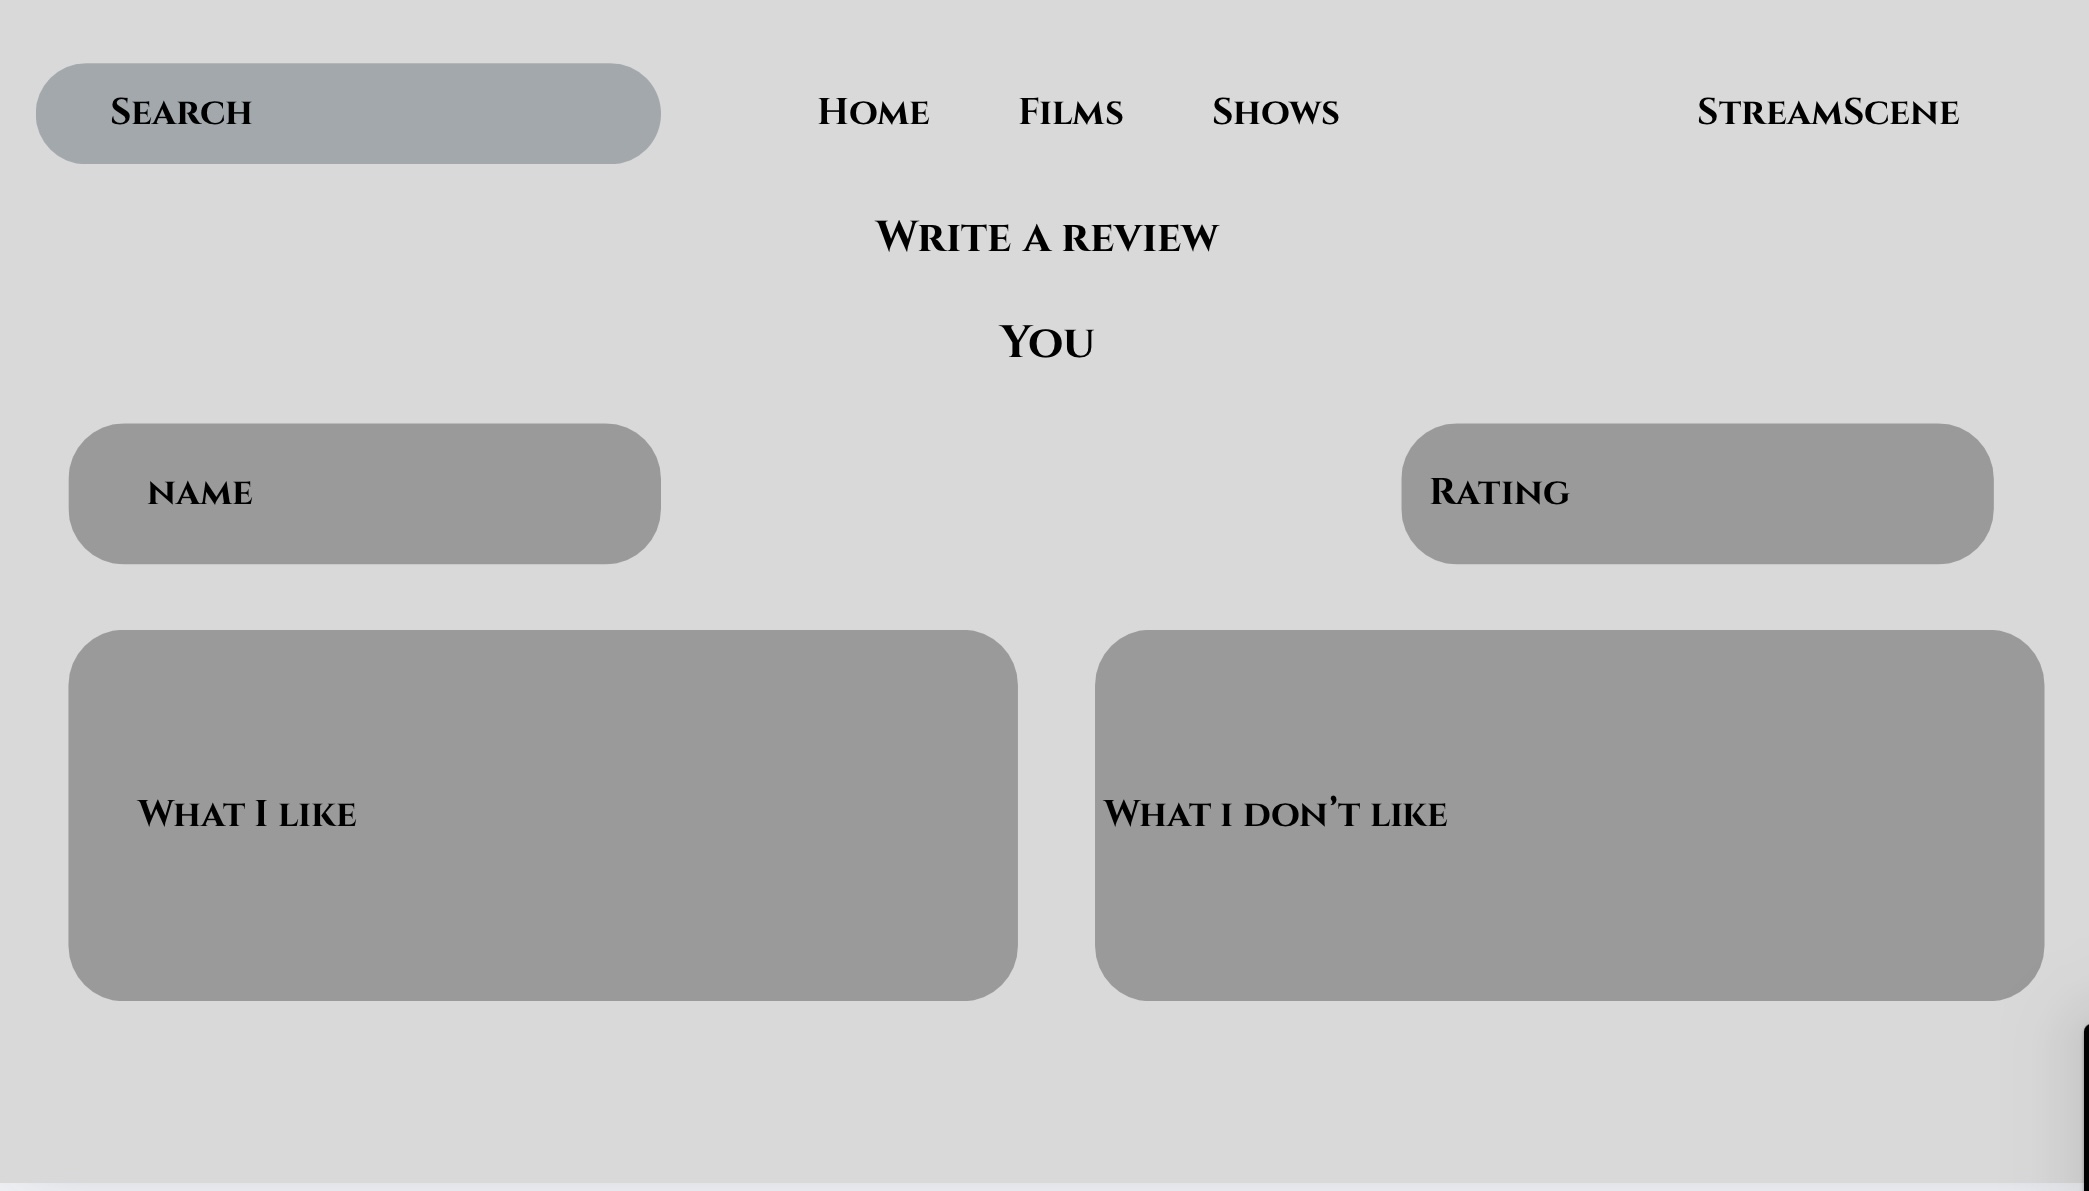 Search Home Films Shows StreamScene
Write a review
You
name Rating
What I like What i don’t like